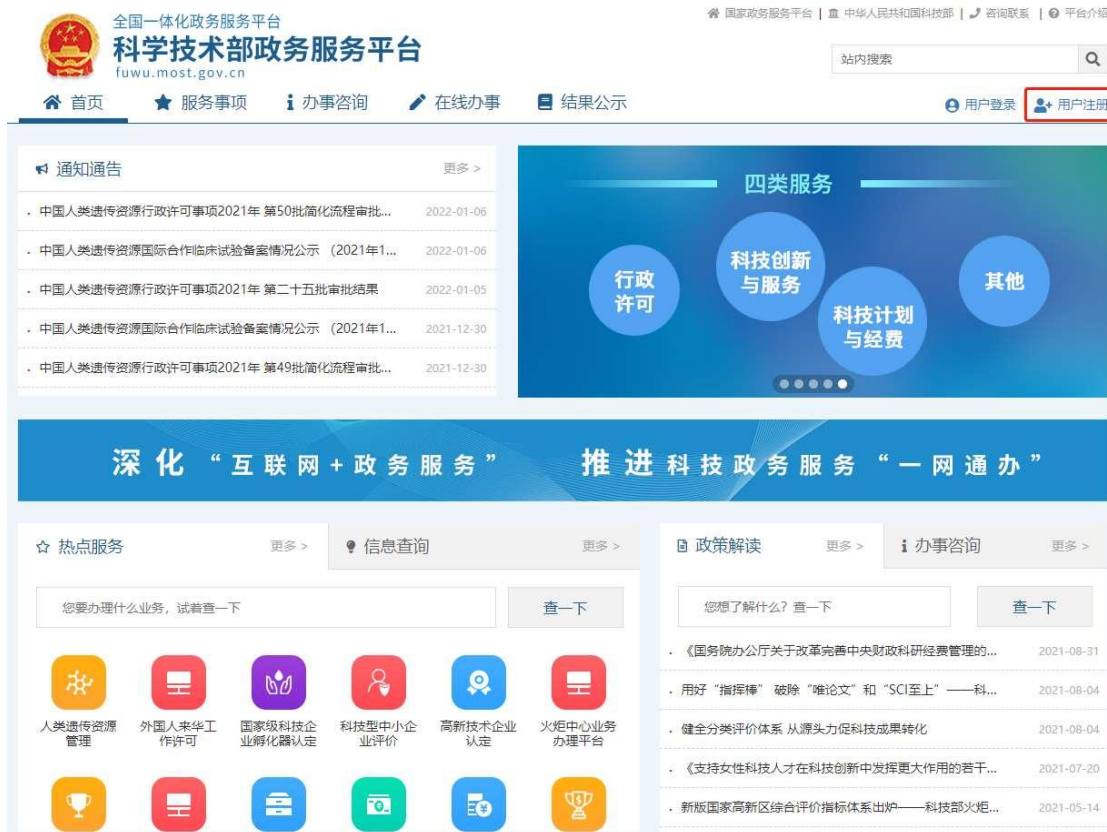 全国一体化政务服务平台
科学技术部政务服务平台
fuwu.most.gov.cn
国家政务服务平台 | 中华人民共和国科技部 | 咨询联系 | 平台介绍
站内搜索
首页 服务事项 办事咨询 在线办事 结果公示
用户登录 用户注册
通知通告 更多 >
中国人类遗传资源行政许可事项2021年 第50批简化流程审批... 2022-01-06
中国人类遗传资源国际合作临床试验备案情况公示 （2021年1... 2022-01-06
中国人类遗传资源行政许可事项2021年 第二十五批审批结果 2022-01-05
中国人类遗传资源国际合作临床试验备案情况公示 （2021年1... 2021-12-30
中国人类遗传资源行政许可事项2021年 第49批简化流程审批... 2021-12-30
四类服务
行政
许可
科技创新
与服务
科技计划
与经费
其他
深化“互联网+政务服务” 推进科技政务服务“一网通办”
热点服务 更多 >
信息查询 更多 >
您要办理什么业务，试着查一下 查一下
人类遗传资源
管理
外国人来华工
作许可
国家级科技企
业孵化器认定
科技型中小企
业评价
高新技术企业
认定
火炬中心业务
办理平台
政策解读 更多 >
办事咨询 更多 >
您想了解什么？查一下 查一下
《国务院办公厅关于改革完善中央财政科研经费管理的... 2021-08-31
用好“指挥棒” 破除“唯论文”和“SCI至上”——科... 2021-08-04
健全分类评价体系 从源头力促科技成果转化 2021-08-04
《支持女性科技人才在科技创新中发挥更大作用的若干... 2021-07-20
新版国家高新区综合评价指标体系出炉——科技部火炬... 2021-05-14